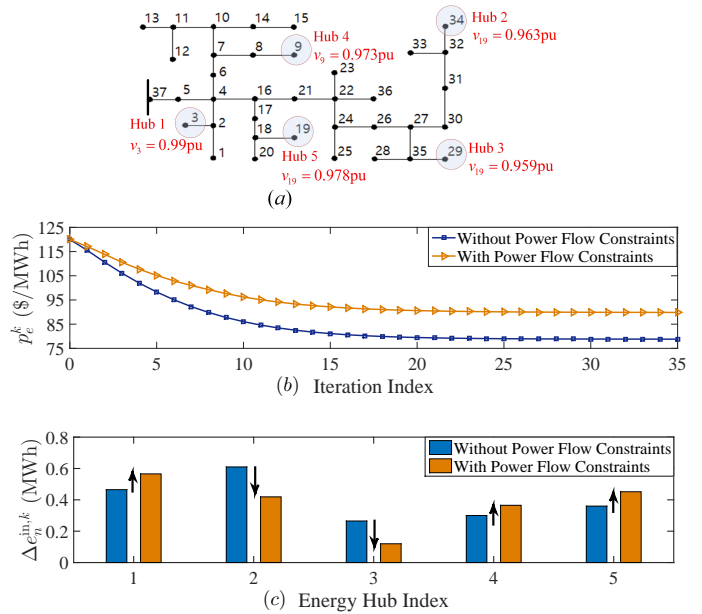 13 11 10 14 15 34 Hub 2
Hub 4 v₁₉ = 0.963pu
12 7 8 9 v₉ = 0.973pu 33 32
6 23 31
37 5 4 16 21 22 36
Hub 1 3 2 17 24 26 27 30
v₃ = 0.99pu 18 19 Hub 3
1 20 Hub 5 25 28 35 29
v₁₉ = 0.978pu v₁₉ = 0.959pu
(a)
125
115
105
95
85
75
pₑᵏ ($/MWh)
Without Power Flow Constraints
With Power Flow Constraints
0 5 10 15 20 25 30 35
(b) Iteration Index
0.8
0.6
0.4
0.2
0
Δeₙ^{in,k} (MWh)
Without Power Flow Constraints
With Power Flow Constraints
1 2 3 4 5
(c) Energy Hub Index